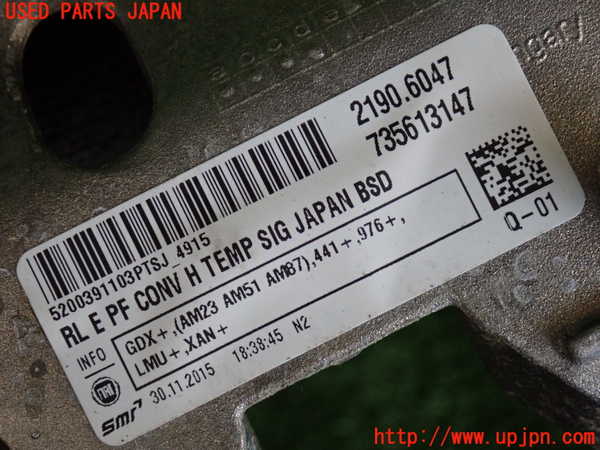 USED PARTS JAPAN
2190.6047
735613147
5200391103PTSJ 4915
RL E PF CONV H TEMP SIG JAPAN BSD
Q-01
INFO
GDX+,(AM23 AM51 AM87),441+,976+,
LMU+,XAN+
30.11.2015 18:38:45 N2
smp
http://www.upjpn.com/